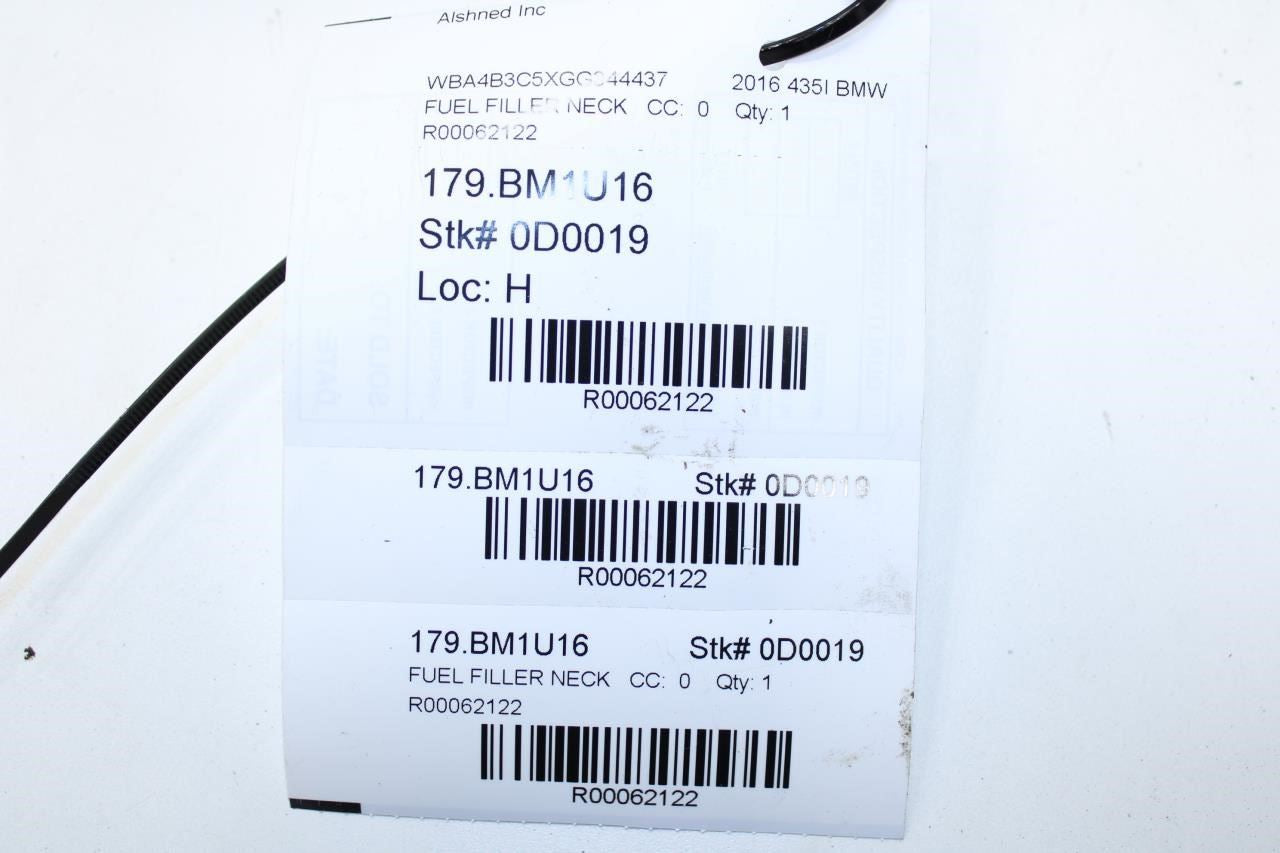 Alshned Inc
2016 435I BMW
FUEL FILLER NECK CC: 0 Qty: 1
R00062122
179.BM1U16
Stk# 0D0019
Loc: H
R00062122
179.BM1U16 Stk# 0D0019
R00062122
179.BM1U16 Stk# 0D0019
FUEL FILLER NECK CC: 0 Qty: 1
R00062122
R00062122